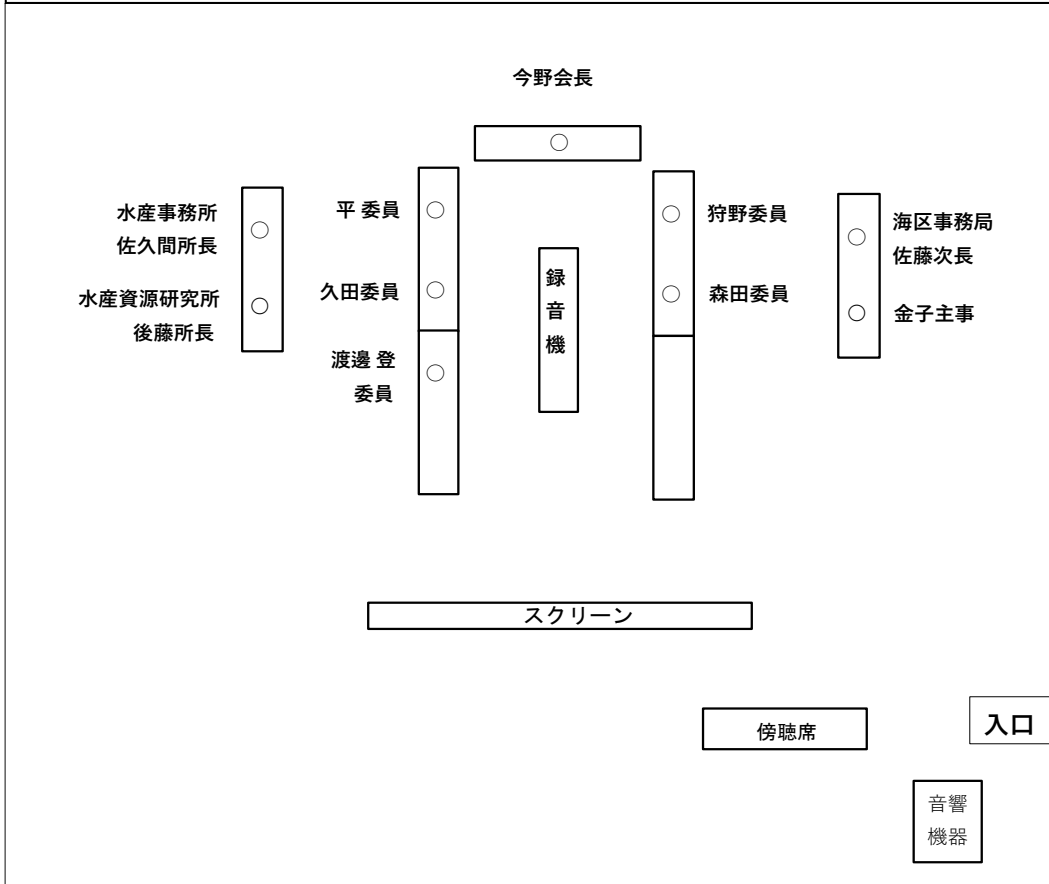 今野会長
水産事務所
佐久間所長
水産資源研究所
後藤所長
平 委員
久田委員
渡邊 登
委員
録音機
狩野委員
森田委員
海区事務局
佐藤次長
金子主事
スクリーン
傍聴席
入口
音響
機器